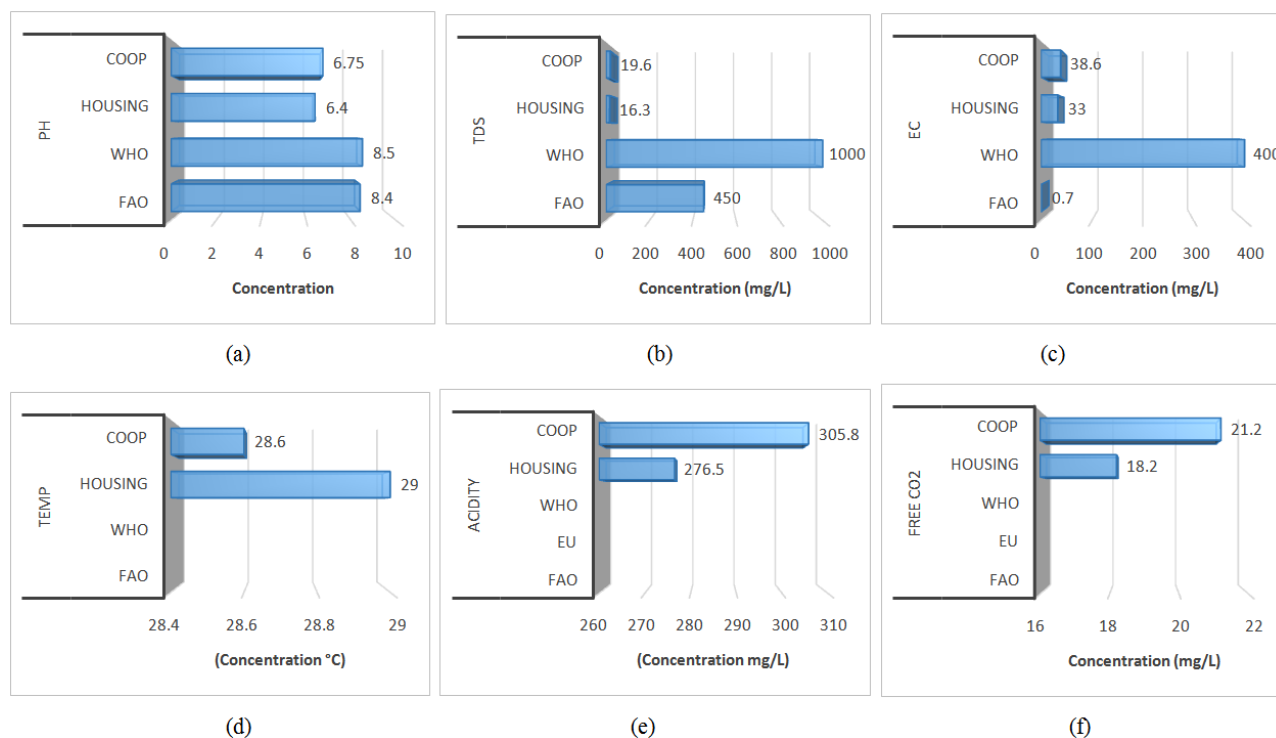 PH
COOP
6.75
HOUSING
6.4
WHO
8.5
FAO
8.4
0 2 4 6 8 10
Concentration
(a)
TDS
COOP
19.6
HOUSING
16.3
WHO
1000
FAO
450
0 200 400 600 800 1000
Concentration (mg/L)
(b)
EC
COOP
38.6
HOUSING
33
WHO
400
FAO
0.7
0 100 200 300 400
Concentration (mg/L)
(c)
TEMP
COOP
28.6
HOUSING
29
WHO
FAO
28.4 28.6 28.8 29
(Concentration °C)
(d)
ACIDITY
COOP
305.8
HOUSING
276.5
WHO
EU
FAO
260 270 277 290 300 310
(Concentration mg/L)
(e)
FREE CO2
COOP
21.2
HOUSING
18.2
WHO
EU
FAO
16 18 20 22
Concentration (mg/L)
(f)